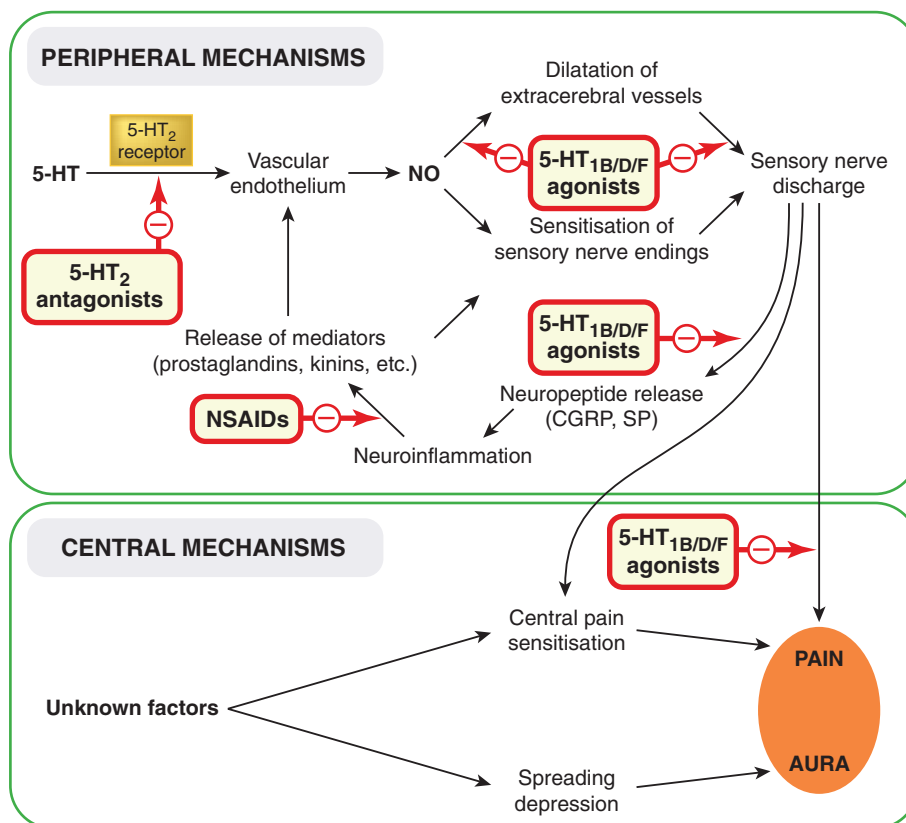 PERIPHERAL MECHANISMS
Dilatation of
extracerebral vessels
5-HT2
receptor
5-HT
Vascular
endothelium
NO
5-HT1B/D/F
agonists
Sensory nerve
discharge
Sensitisation of
sensory nerve endings
5-HT2
antagonists
Release of mediators
(prostaglandins, kinins, etc.)
5-HT1B/D/F
agonists
Neuropeptide release
(CGRP, SP)
NSAIDs
Neuroinflammation
CENTRAL MECHANISMS
5-HT1B/D/F
agonists
Central pain
sensitisation
PAIN
Unknown factors
AURA
Spreading
depression